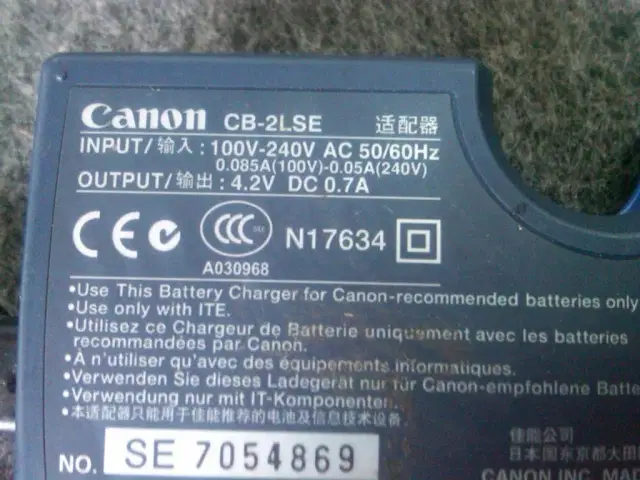 Canon CB-2LSE 适配器
INPUT/输入 : 100V-240V AC 50/60Hz
0.085A(100V)-0.05A(240V)
OUTPUT/输出 : 4.2V DC 0.7A
CE CCC S&E N17634
A030968
•Use This Battery Charger for Canon-recommended batteries only
•Use only with ITE.
•Utilisez ce Chargeur de Batterie uniquement avec les batteries
recommandées par Canon.
•À n'utiliser qu'avec des équipements informatiques.
•Verwenden Sie dieses Ladegerät nur für Canon-empfohlene Batte
•Verwendung nur mit IT-Komponenten.
•本适配器只能用于佳能推荐的电池及信息技术设备.
佳能公司
日本国东京都大田
NO. SE 7054869
CANON INC. MAD